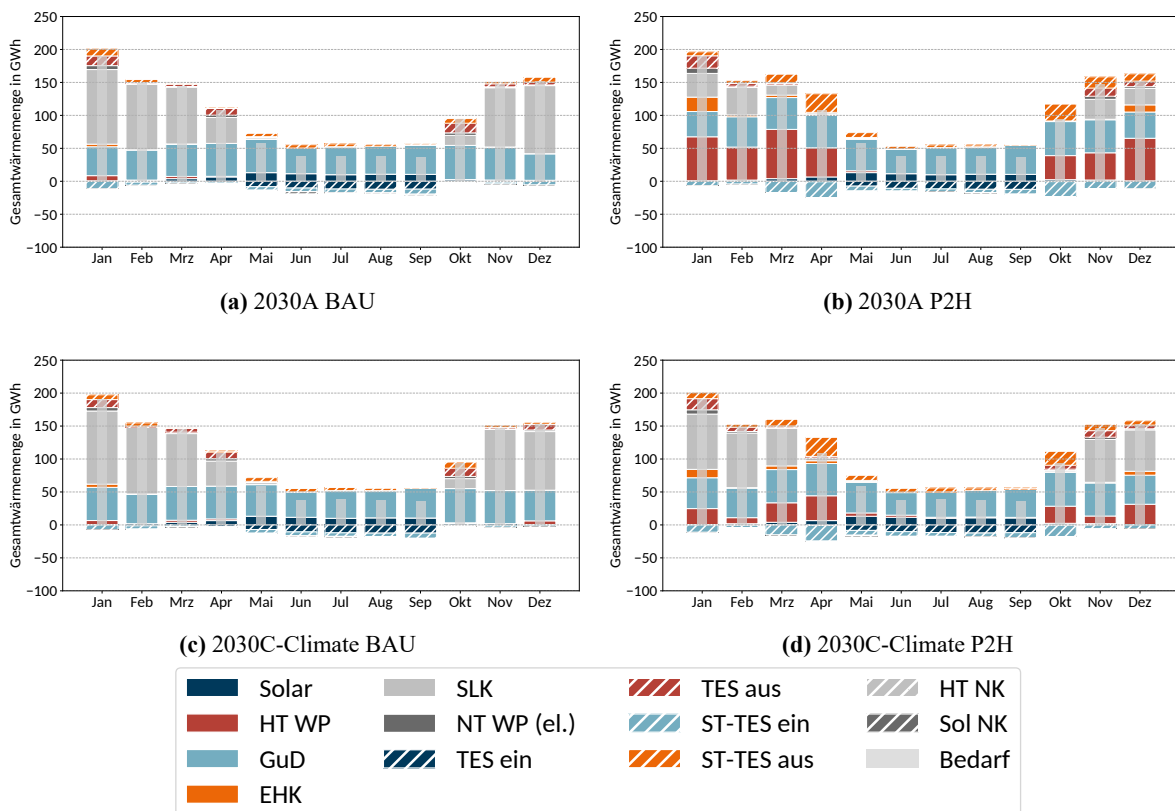 250
200
150
100
50
0
−50
−100
Gesamtwärmemenge in GWh
Jan Feb Mrz Apr Mai Jun Jul Aug Sep Okt Nov Dez
(a) 2030A BAU
250
200
150
100
50
0
−50
−100
Gesamtwärmemenge in GWh
Jan Feb Mrz Apr Mai Jun Jul Aug Sep Okt Nov Dez
(b) 2030A P2H
250
200
150
100
50
0
−50
−100
Gesamtwärmemenge in GWh
Jan Feb Mrz Apr Mai Jun Jul Aug Sep Okt Nov Dez
(c) 2030C-Climate BAU
250
200
150
100
50
0
−50
−100
Gesamtwärmemenge in GWh
Jan Feb Mrz Apr Mai Jun Jul Aug Sep Okt Nov Dez
(d) 2030C-Climate P2H
Solar SLK TES aus HT NK
HT WP NT WP (el.) ST-TES ein Sol NK
GuD TES ein ST-TES aus Bedarf
EHK